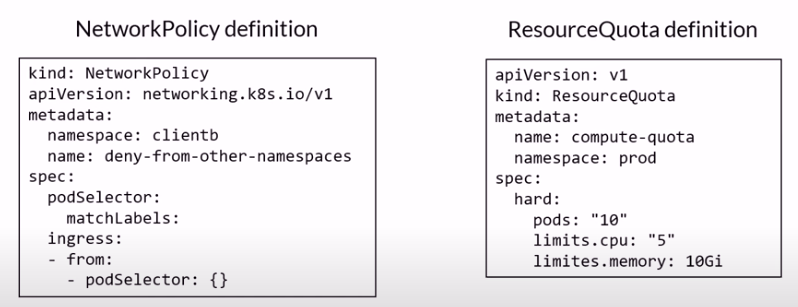 NetworkPolicy definition
kind: NetworkPolicy
apiVersion: networking.k8s.io/v1
metadata:
  namespace: clientb
  name: deny-from-other-namespaces
spec:
  podSelector:
    matchLabels:
  ingress:
  - from:
    - podSelector: {}
ResourceQuota definition
apiVersion: v1
kind: ResourceQuota
metadata:
  name: compute-quota
  namespace: prod
spec:
  hard:
    pods: "10"
    limits.cpu: "5"
    limites.memory: 10Gi